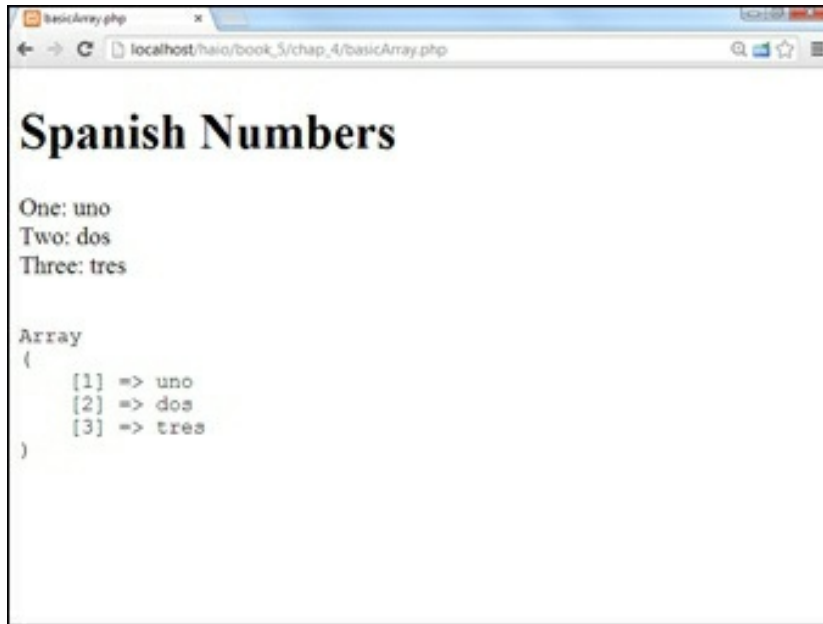 basicArray.php
localhost/haio/book_5/chap_4/basicArray.php
Spanish Numbers
One: uno
Two: dos
Three: tres
Array
(
    [1] => uno
    [2] => dos
    [3] => tres
)